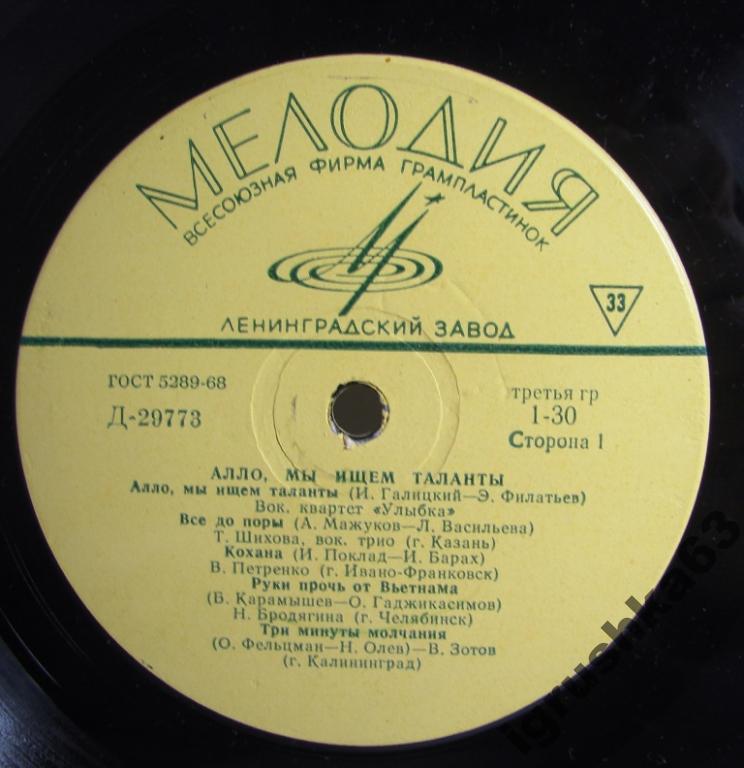 МЕЛОДИЯ
ВСЕСОЮЗНАЯ ФИРМА ГРАМПЛАСТИНОК
33
ЛЕНИНГРАДСКИЙ ЗАВОД
ГОСТ 5289-68
Д-29773
третья гр
1-30
Сторона 1
АЛЛО, МЫ ИЩЕМ ТАЛАНТЫ
Алло, мы ищем таланты (И. Галицкий—Э. Филатьев)
Вок. квартет «Улыбка»
Все до поры (А. Мажуков—Л. Васильева)
Т. Шихова, вок. трио (г. Казань)
Кохана (И. Поклад—И. Барах)
В. Петренко (г. Ивано-Франковск)
Руки прочь от Вьетнама
(Б. Карамышев—О. Гаджикасимов)
Н. Бродягина (г. Челябинск)
Три минуты молчания
(О. Фельцман—Н. Олев)—В. Зотов
(г. Калининград)
igrushka63